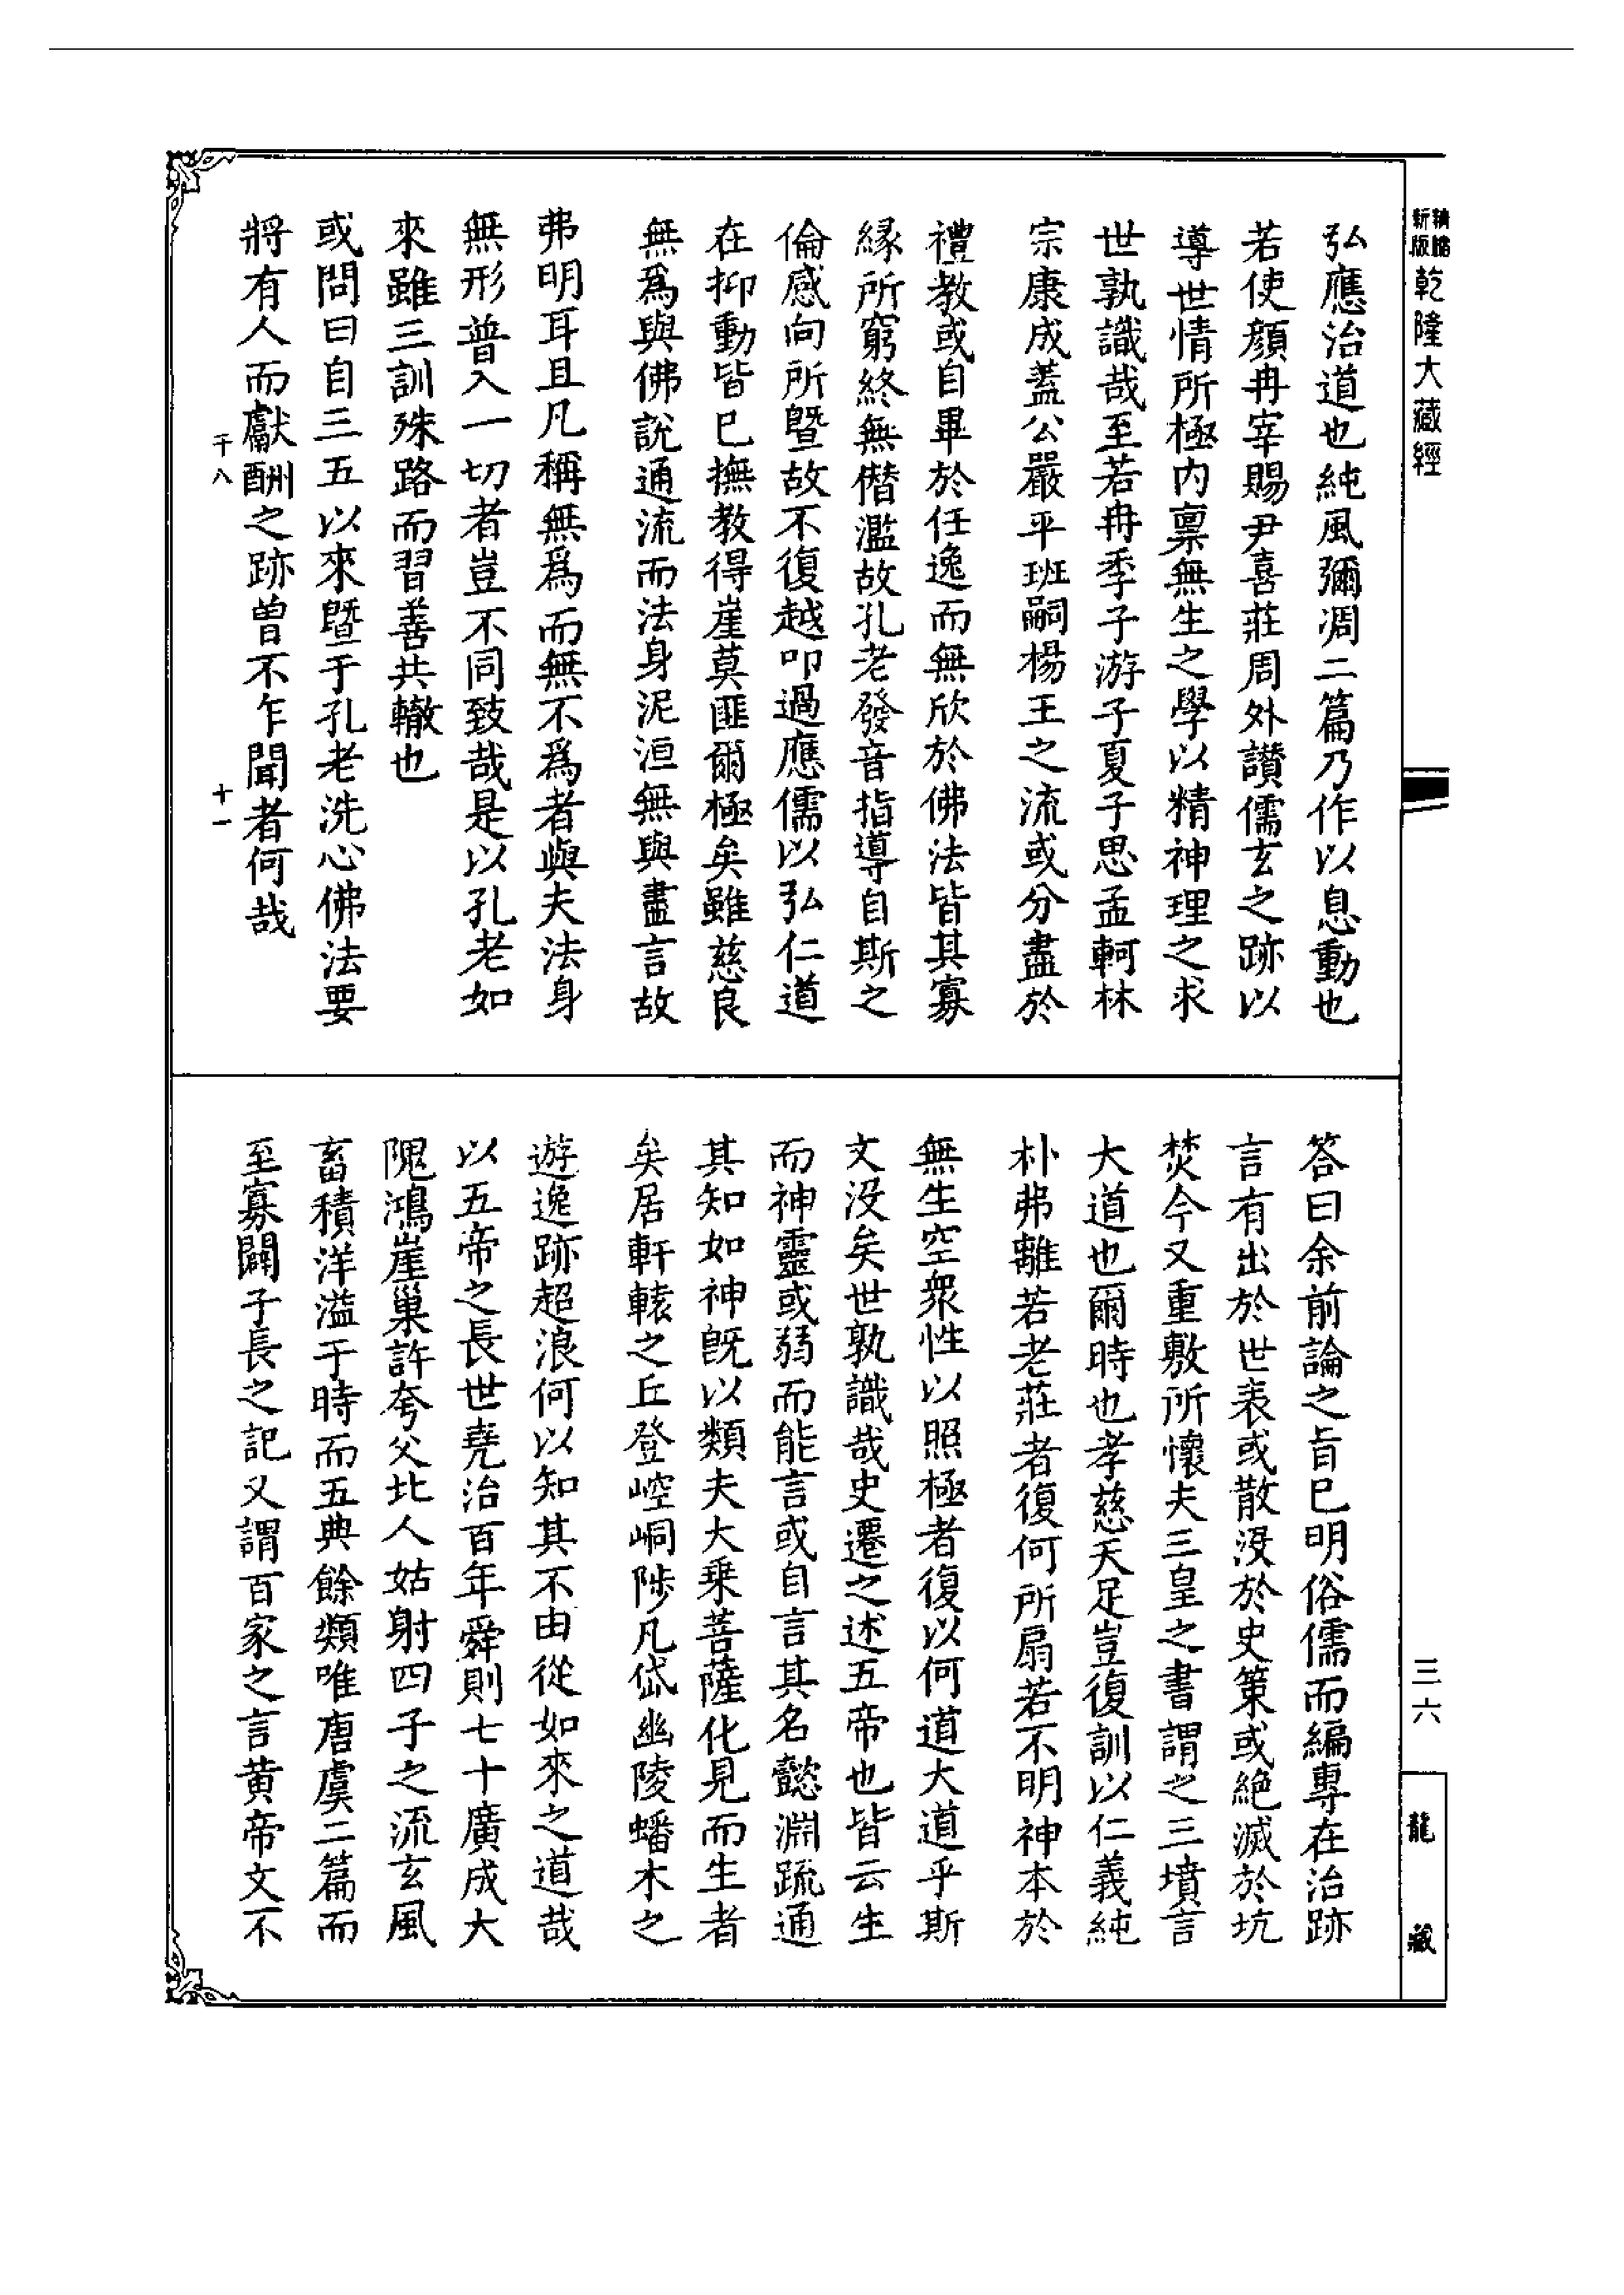 新版精縮乾隆大藏經
弘應治道也純風彌凋二篇乃作以息動也
若使顏冉宰賜尹喜莊周外讚儒玄之跡以
導世情所極內禀無生之學以精神理之求
世孰識哉至若冉季子游子夏子思孟軻林
宗康成蓋公嚴平班嗣楊王之流或分盡於
禮教或自畢於任逸而無欣於佛法皆其寡
緣所窮終無僭濫故孔老發音指導自斯之
倫感向所暨故不復越叩過應儒以弘仁道
在抑動皆已撫教得崖莫匪爾極矣雖慈良
無為與佛說通流而法身泥洹無與盡言故
弗明耳且凡稱無為而無不為者與夫法身
無形普入一切者豈不同致哉是以孔老如
來雖三訓殊路而習善共轍也
或問曰自三五以來暨于孔老洗心佛法要
將有人而獻酬之跡曾不乍聞者何哉
千八
十一
答曰余前論之旨已明俗儒而編專在治跡
言有出於世表或散没於史策或絕滅於坑
焚今又重敷所懷夫三皇之書謂之三墳言
大道也爾時也孝慈天足豈復訓以仁義純
朴弗離若老莊者復何所扇若不明神本於
無生空衆性以照極者復以何道大道乎斯
文没矣世孰識哉史遷之述五帝也皆云生
而神靈或弱而能言或自言其名懿淵疏通
其知如神既以類夫大乘菩薩化見而生者
矣居軒轅之丘登崆峒陟凡岱幽陵蟠木之
遊逸跡超浪何以知其不由從如來之道哉
以五帝之長世堯治百年舜則七十廣成大
隗鴻崖巢許夸父北人姑射四子之流玄風
畜積洋溢于時而五典餘類唯唐虞二篇而
至寡闕子長之記又謂百家之言黃帝文不
三六
龍藏